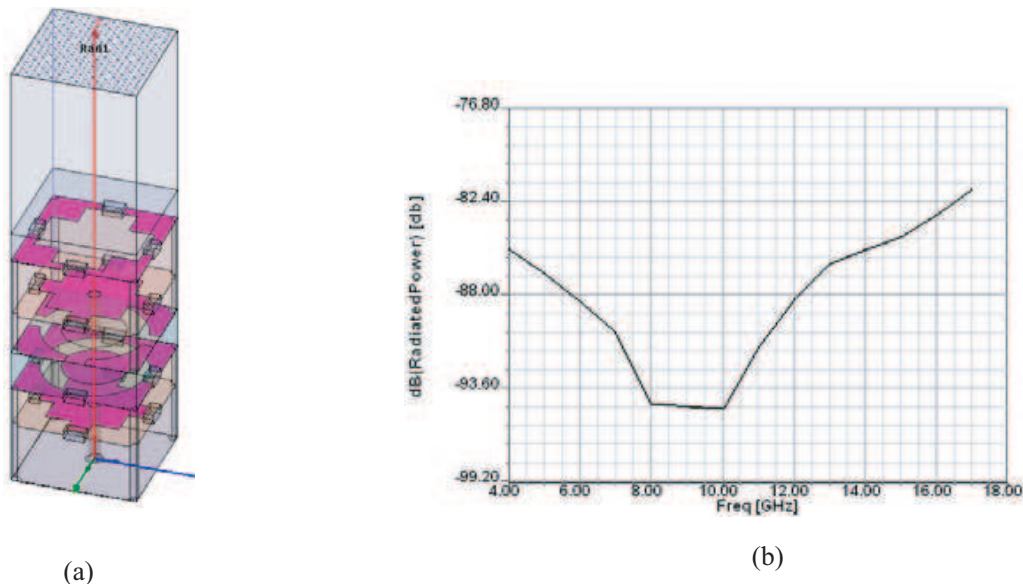 Rad1
-76.80
-82.40
-88.00
-93.60
-99.20
dB(RadiatedPower) [db]
4.00 6.00 8.00 10.00 12.00 14.00 16.00 18.00
Freq [GHz]
(a)
(b)